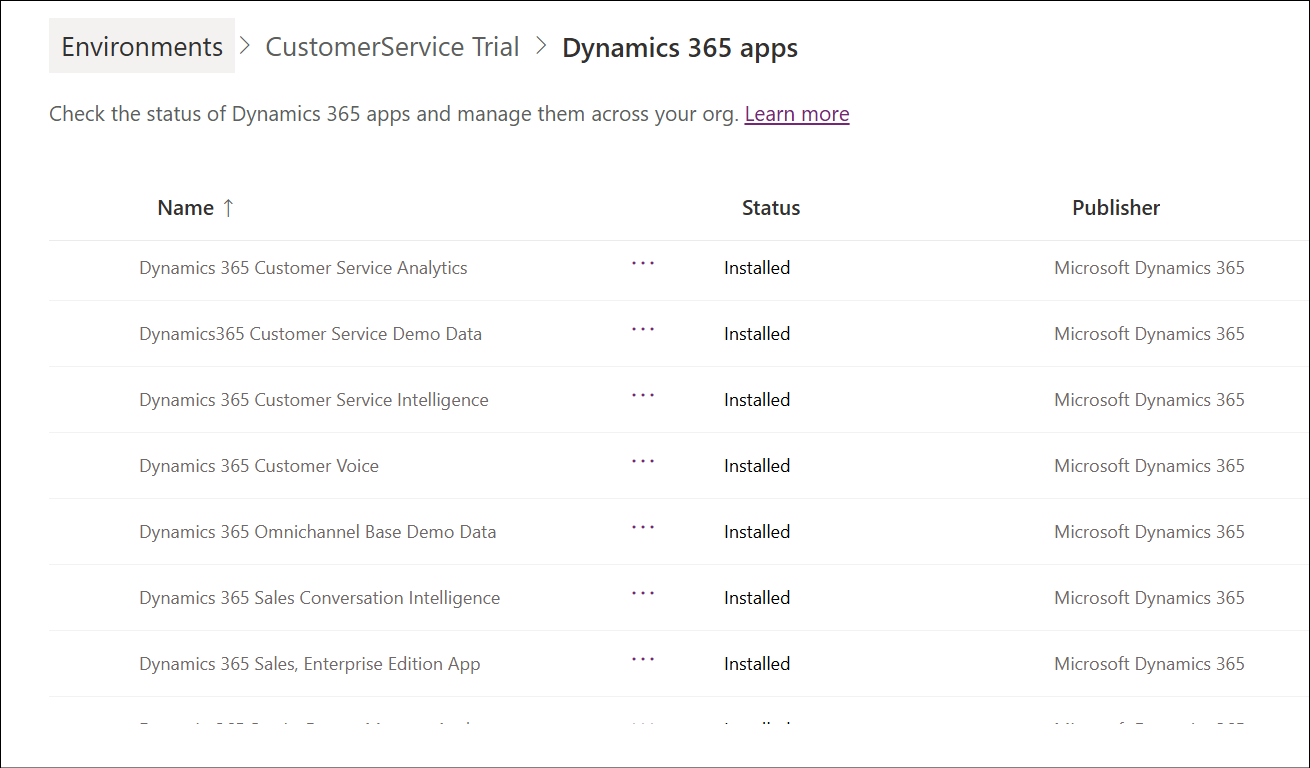 Environments > CustomerService Trial > Dynamics 365 apps
Check the status of Dynamics 365 apps and manage them across your org. Learn more
Name ↑ Status Publisher
Dynamics 365 Customer Service Analytics ... Installed Microsoft Dynamics 365
Dynamics365 Customer Service Demo Data ... Installed Microsoft Dynamics 365
Dynamics 365 Customer Service Intelligence ... Installed Microsoft Dynamics 365
Dynamics 365 Customer Voice ... Installed Microsoft Dynamics 365
Dynamics 365 Omnichannel Base Demo Data ... Installed Microsoft Dynamics 365
Dynamics 365 Sales Conversation Intelligence ... Installed Microsoft Dynamics 365
Dynamics 365 Sales, Enterprise Edition App ... Installed Microsoft Dynamics 365